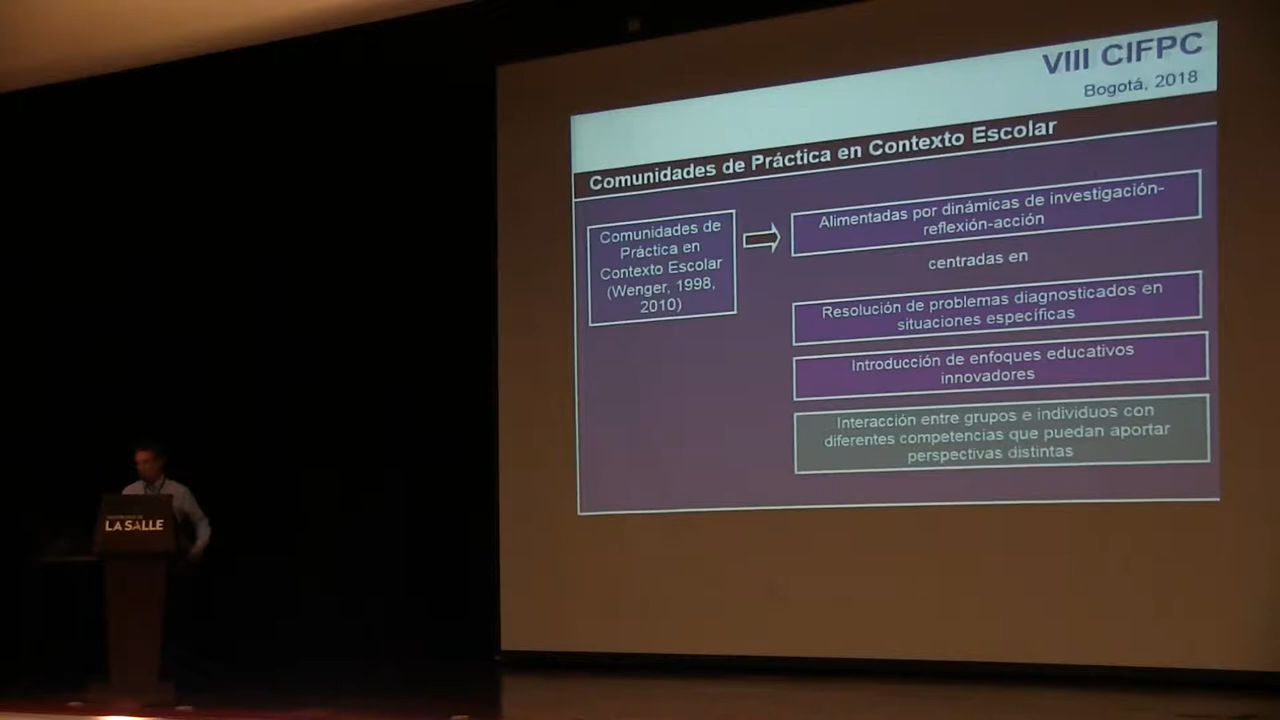 VIII CIFPC
Bogotá, 2018
Comunidades de Práctica en Contexto Escolar
Comunidades de
Práctica en
Contexto Escolar
(Wenger, 1998,
2010)
Alimentadas por dinámicas de investigación-
reflexión-acción
centradas en
Resolución de problemas diagnosticados en
situaciones específicas
Introducción de enfoques educativos
innovadores
Interacción entre grupos e individuos con
diferentes competencias que puedan aportar
perspectivas distintas
LA SALLE